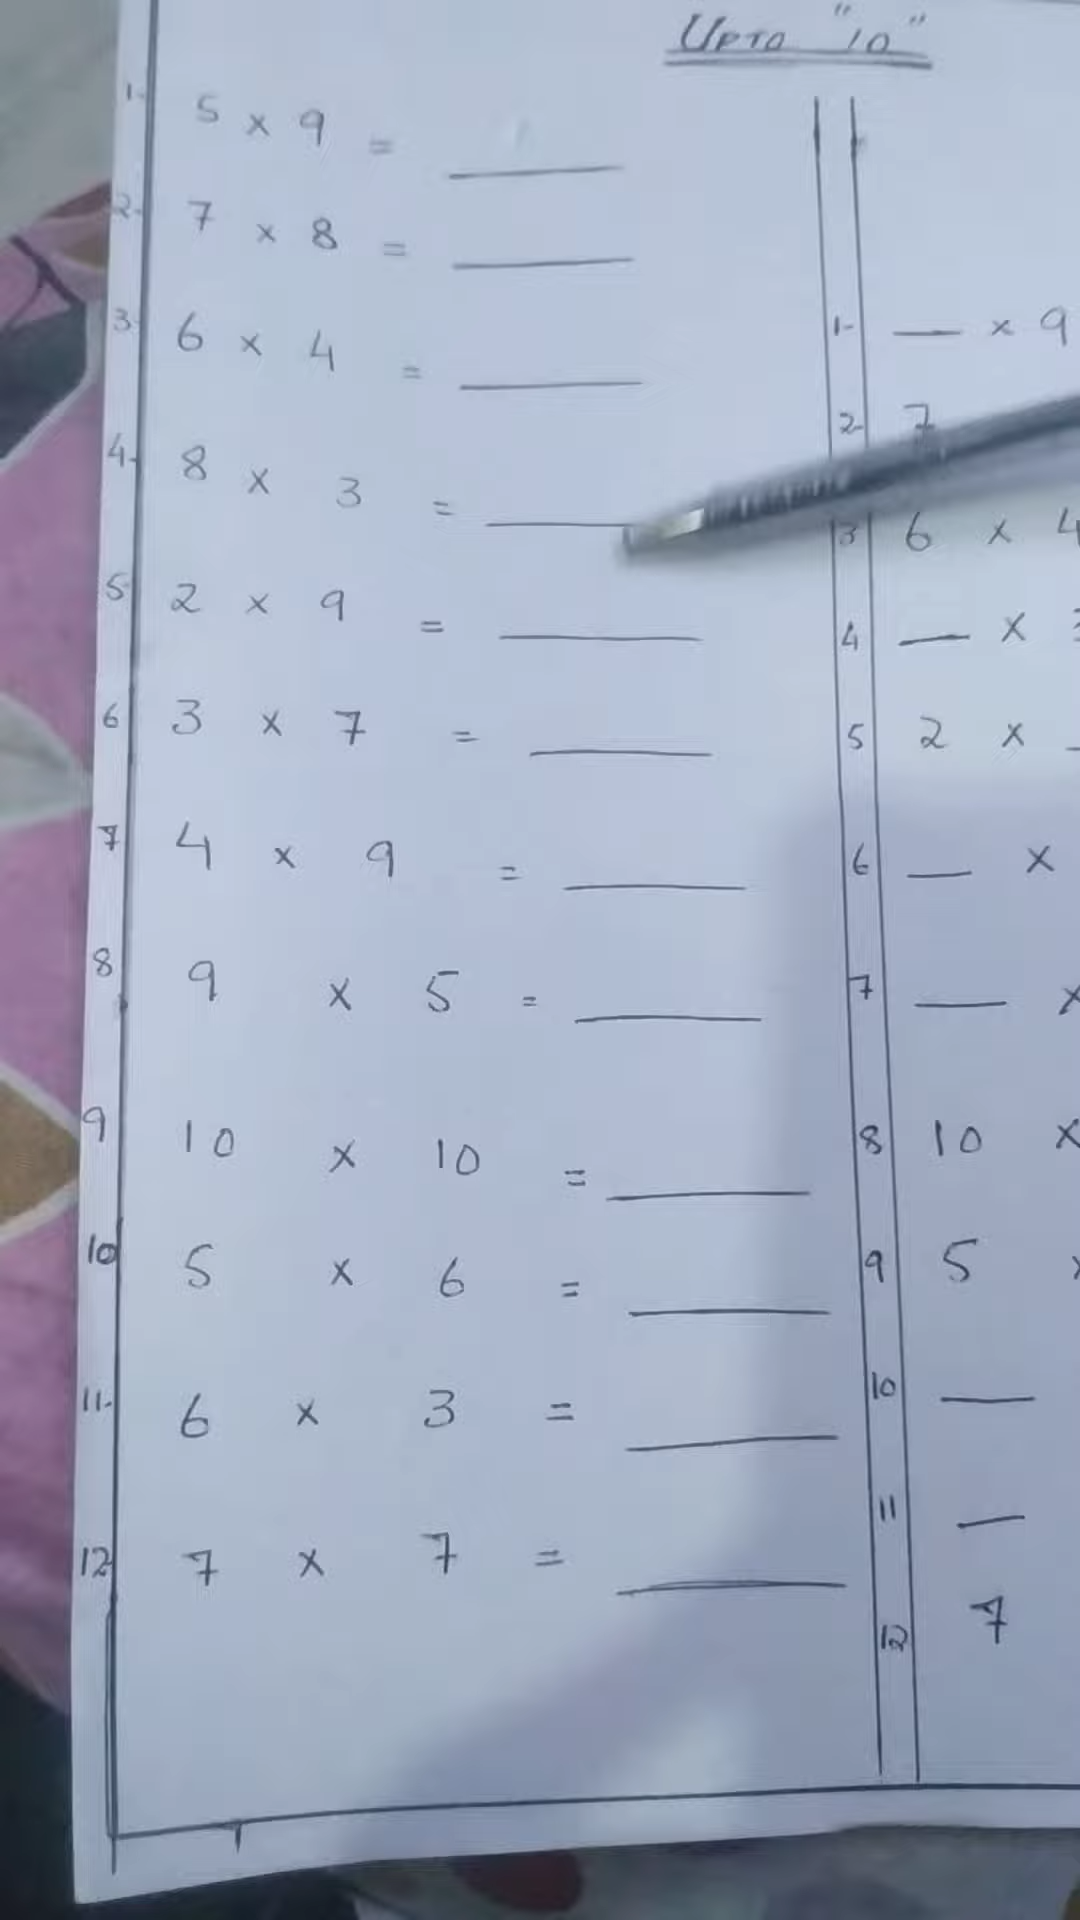 UPTO "10"
1- 5 × 9 = ____
2- 7 × 8 = ____
3- 6 × 4 = ____
4- 8 × 3 = ____
5- 2 × 9 = ____
6 3 × 7 = ____
7 4 × 9 = ____
8 9 × 5 = ____
9 10 × 10 = ____
10 5 × 6 = ____
11- 6 × 3 = ____
12 7 × 7 = ____
1- __ × 9
2- 7
3 6 × 4
4 __ ×
5 2 × _
6 __ ×
7 __ ×
8 10 ×
9 5
10 __
11 __
12 7